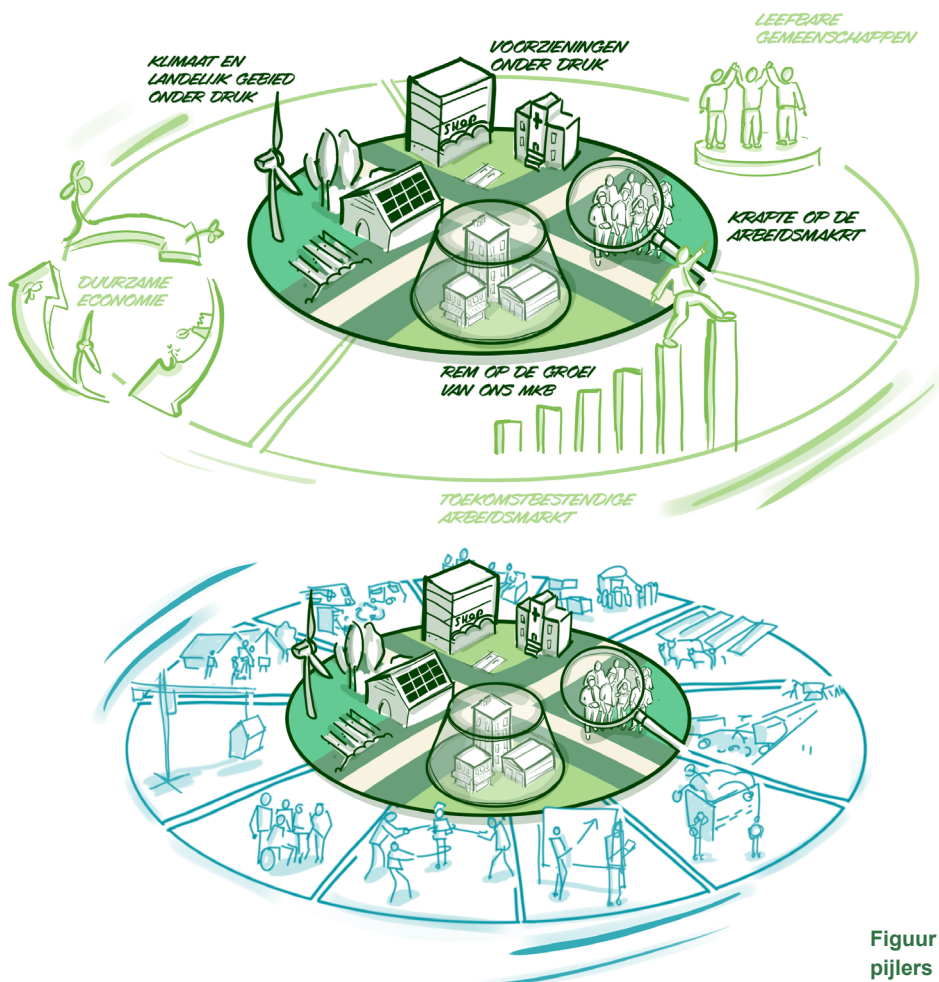 LEEFBARE
GEMEENSCHAPPEN
KLIMAAT EN
LANDELIJK GEBIED
ONDER DRUK
VOORZIENINGEN
ONDER DRUK
SHOP
KRAPTE OP DE
ARBEIDSMAKRT
DUURZAME
ECONOMIE
REM OP DE GROEI
VAN ONS MKB
TOEKOMSTBESTENDIGE
ARBEIDSMARKT
SHOP
Figuur
pijlers